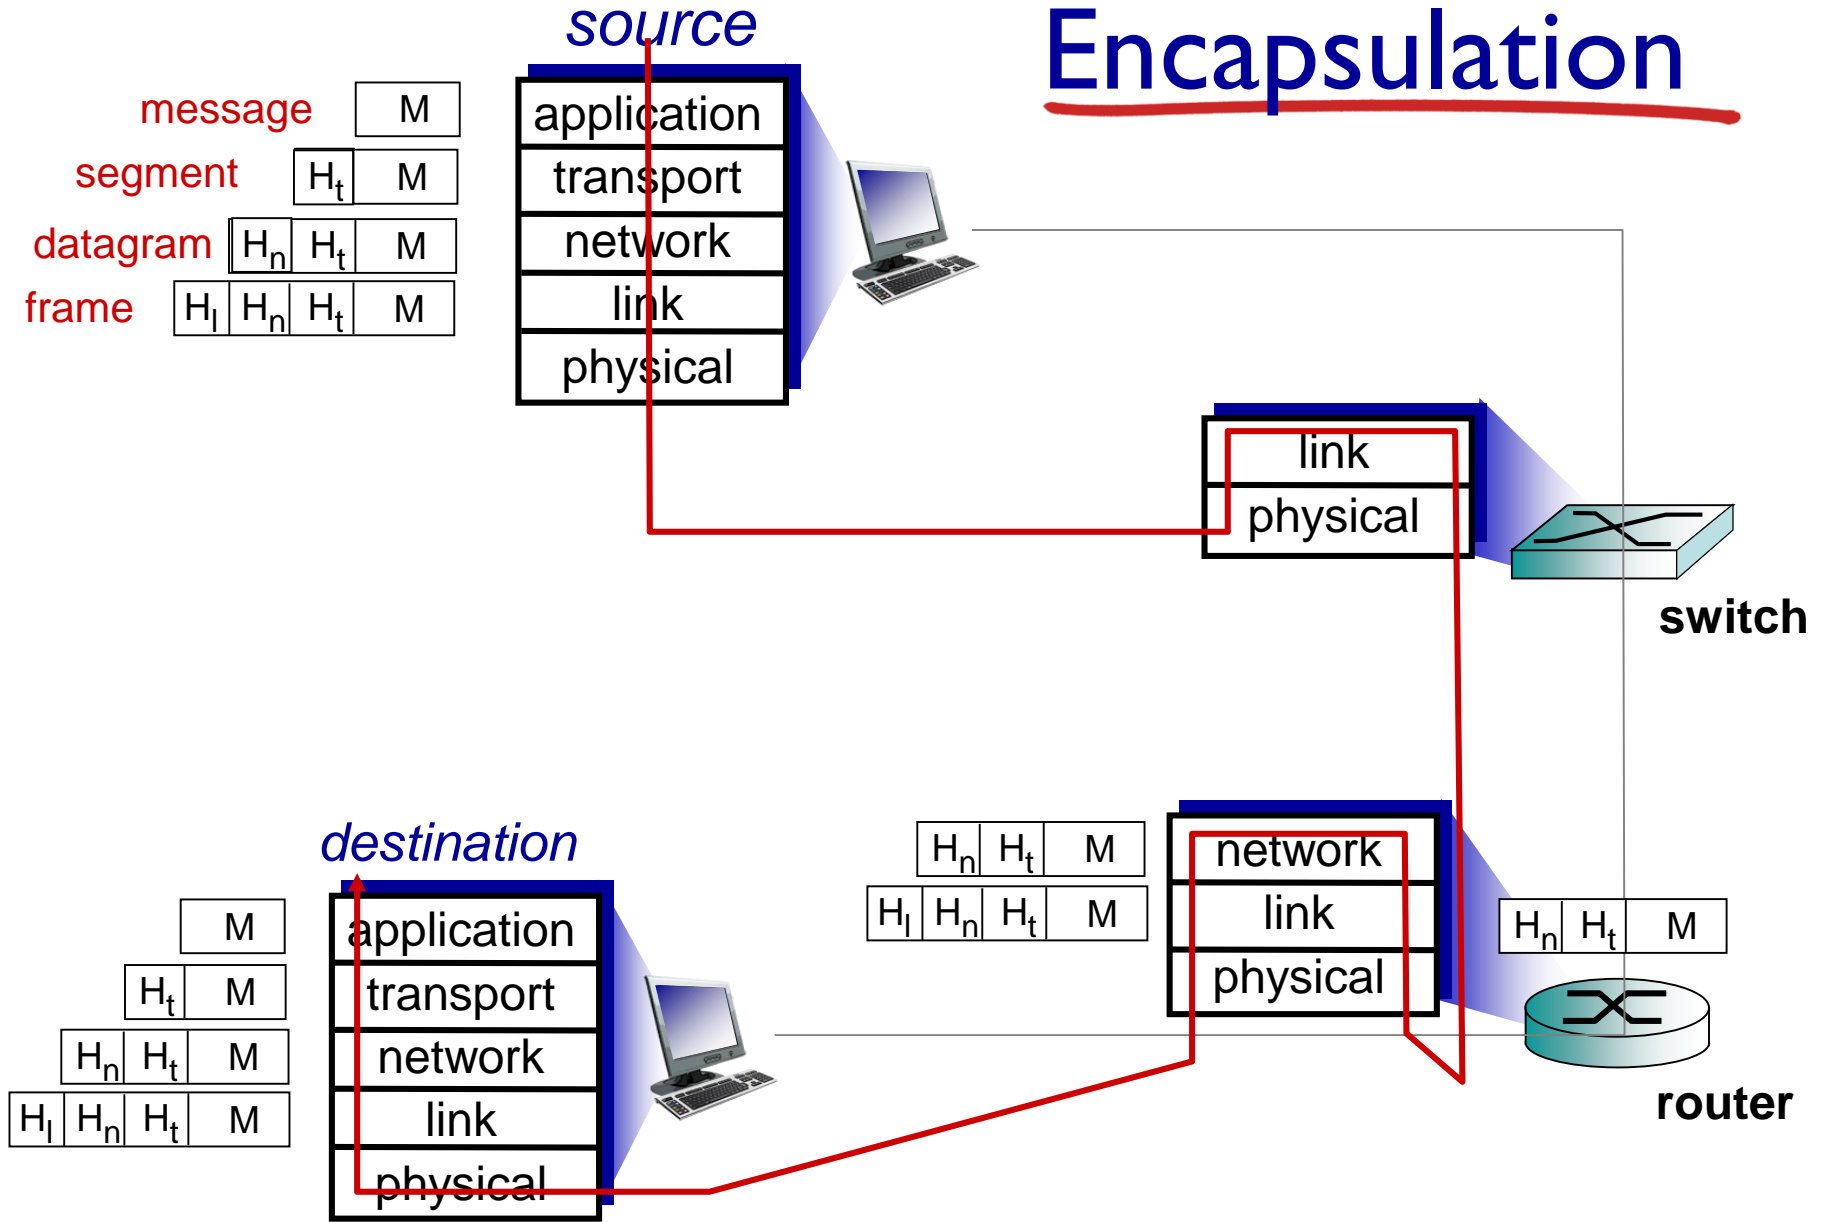 source
Encapsulation
message M
application
segment Ht M
transport
datagram Hn Ht M
network
frame Hl Hn Ht M
link
physical
link
physical
switch
destination
Hn Ht M
network
Hl Hn Ht M
link
physical
Hn Ht M
router
M
application
Ht M
transport
Hn Ht M
network
Hl Hn Ht M
link
physical